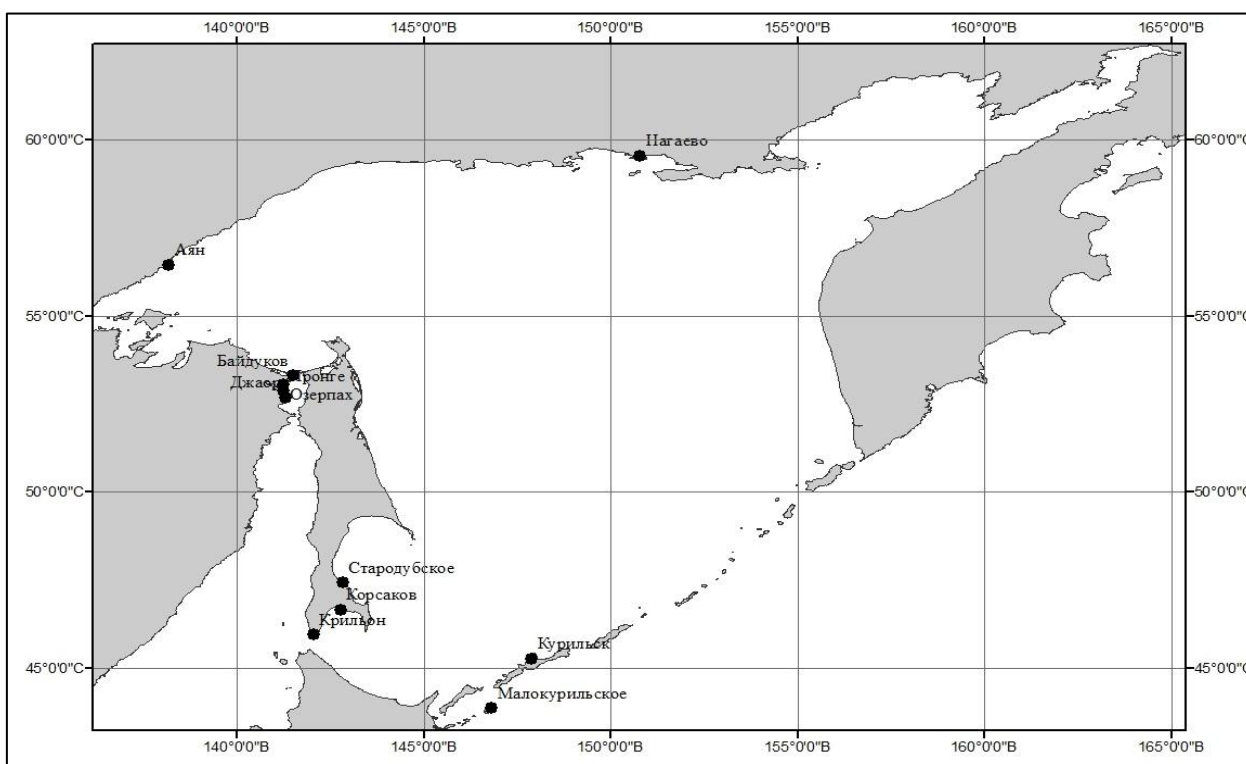 140°0'0"В 145°0'0"В 150°0'0"В 155°0'0"В 160°0'0"В 165°0'0"В
60°0'0"С 60°0'0"С
Нагаево
Аян
55°0'0"С 55°0'0"С
Байдуков
Джаорэ Пронге
Озерпах
50°0'0"С 50°0'0"С
Стародубское
Корсаков
Крильон
Курильск
45°0'0"С 45°0'0"С
Малокурильское
140°0'0"В 145°0'0"В 150°0'0"В 155°0'0"В 160°0'0"В 165°0'0"В